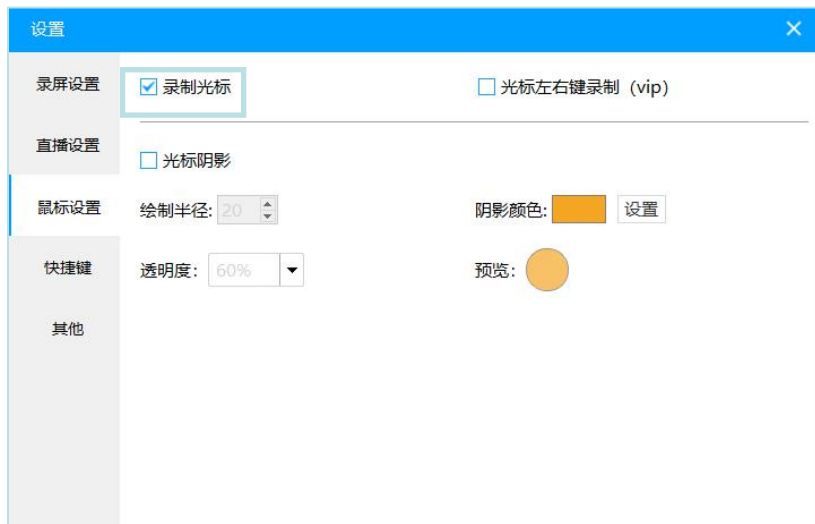 设置
录屏设置
录制光标
光标左右键录制（vip）
直播设置
光标阴影
鼠标设置
绘制半径: 20
阴影颜色: 设置
快捷键
透明度: 60%
预览:
其他